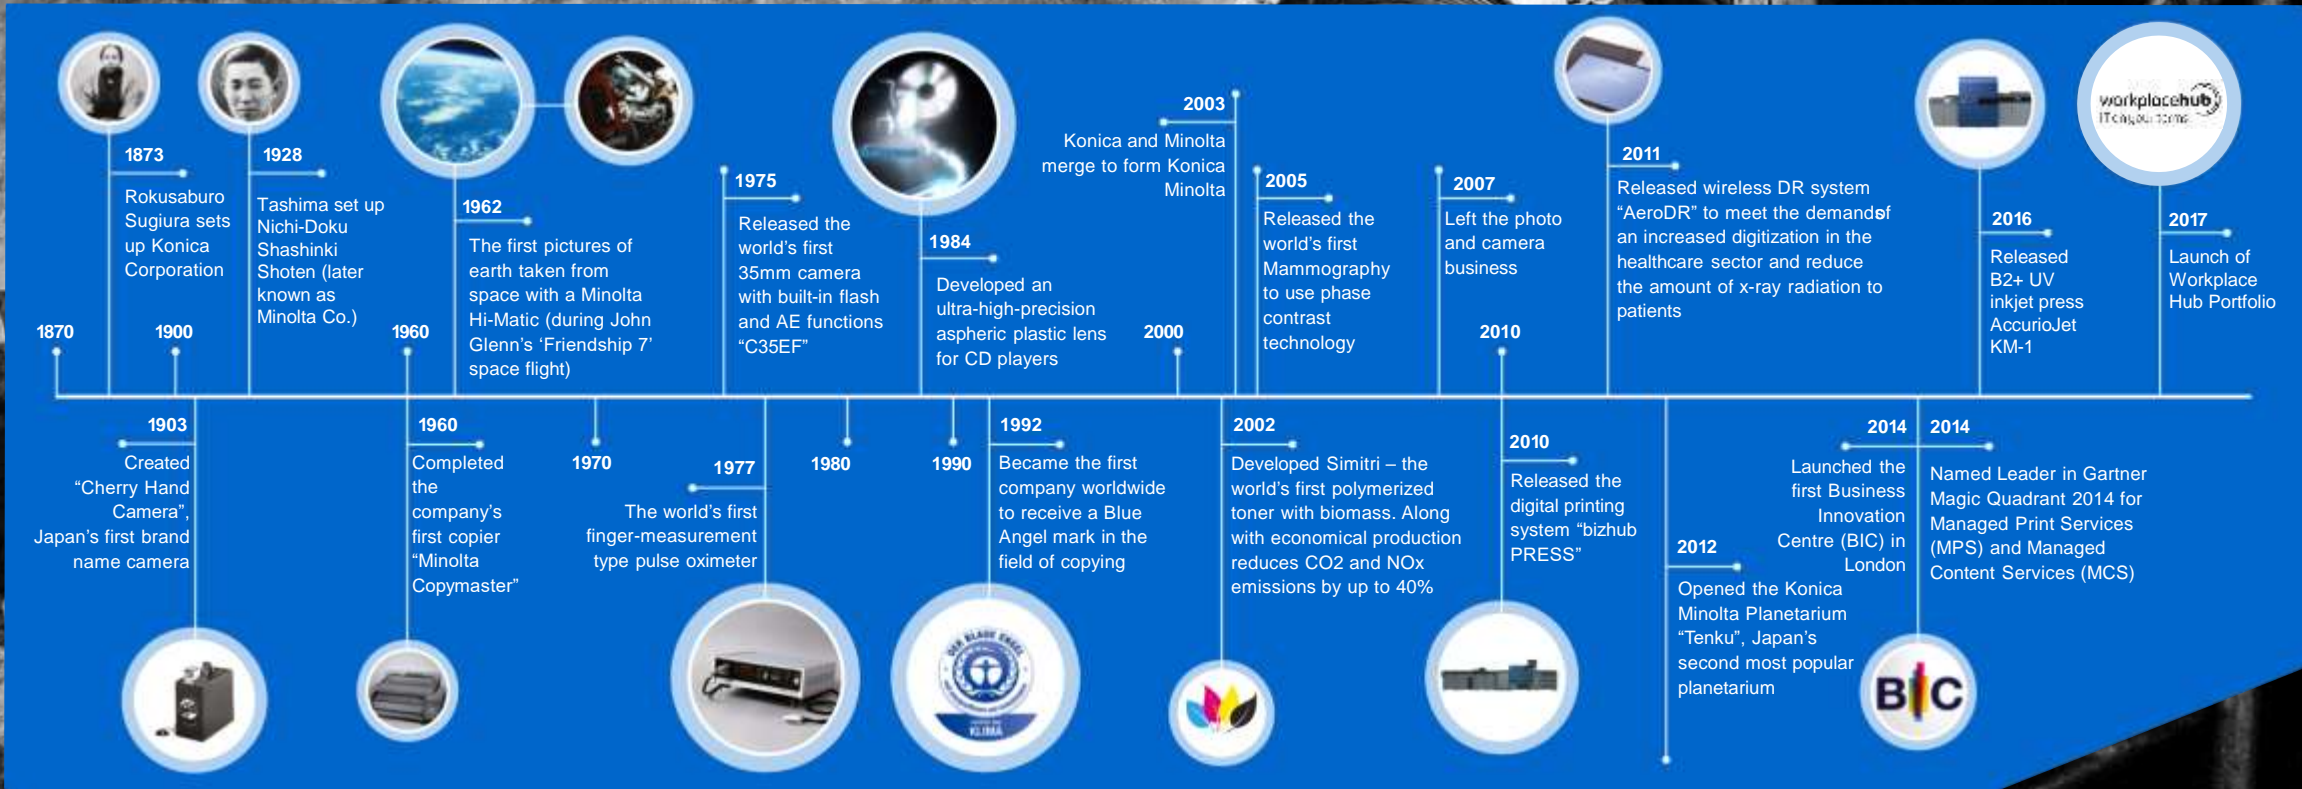 1873
Rokusaburo
Sugiura sets
up Konica
Corporation
1928
Tashima set up
Nichi-Doku
Shashinki
Shoten (later
known as
Minolta Co.)
1962
The first pictures of
earth taken from
space with a Minolta
Hi-Matic (during John
Glenn’s ‘Friendship 7’
space flight)
1975
Released the
world’s first
35mm camera
with built-in flash
and AE functions
“C35EF”
1984
Developed an
ultra-high-precision
aspheric plastic lens
for CD players
2003
Konica and Minolta
merge to form Konica
Minolta
2005
Released the
world’s first
Mammography
to use phase
contrast
technology
2007
Left the photo
and camera
business
2011
Released wireless DR system
“AeroDR” to meet the demandsof
an increased digitization in the
healthcare sector and reduce
the amount of x-ray radiation to
patients
2016
Released
B2+ UV
inkjet press
AccurioJet
KM-1
workplacehub
2017
Launch of
Workplace
Hub Portfolio
1870
1900
1960
2000
2010
1903
Created
“Cherry Hand
Camera”,
Japan’s first brand
name camera
1960
Completed
the
company’s
first copier
“Minolta
Copymaster”
1970
1977
The world’s first
finger-measurement
type pulse oximeter
1980
1990
1992
Became the first
company worldwide
to receive a Blue
Angel mark in the
field of copying
DER BLAUE ENGEL
KLIMA
2002
Developed Simitri – the
world’s first polymerized
toner with biomass. Along
with economical production
reduces CO2 and NOx
emissions by up to 40%
2010
Released the
digital printing
system “bizhub
PRESS”
2012
Opened the Konica
Minolta Planetarium
“Tenku”, Japan’s
second most popular
planetarium
2014
Launched the
first Business
Innovation
Centre (BIC) in
London
2014
Named Leader in Gartner
Magic Quadrant 2014 for
Managed Print Services
(MPS) and Managed
Content Services (MCS)
BIC